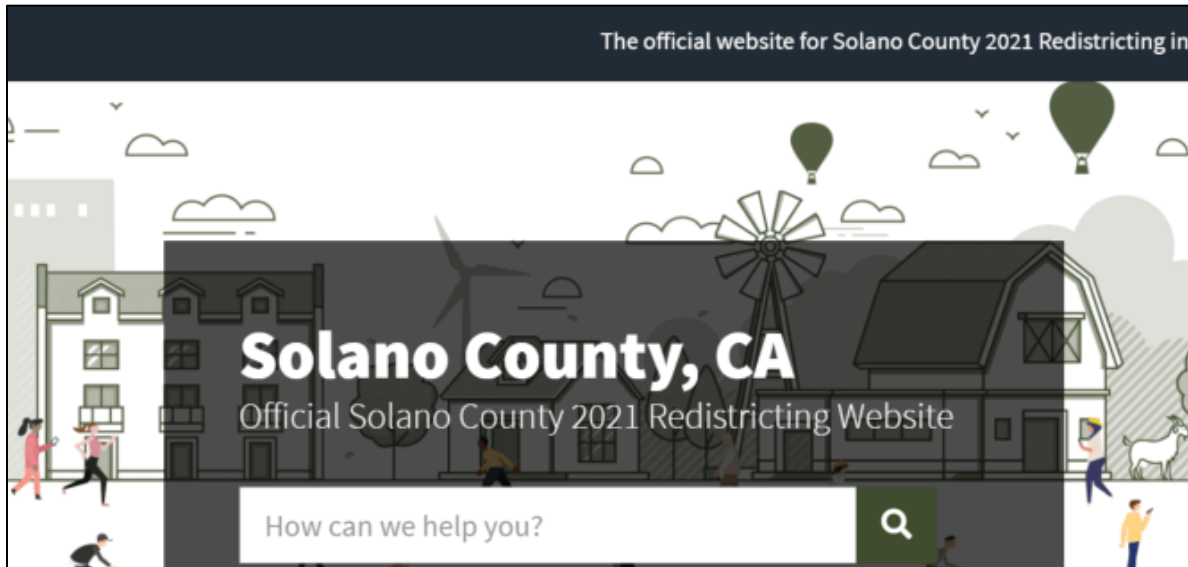 The official website for Solano County 2021 Redistricting in
Solano County, CA
Official Solano County 2021 Redistricting Website
How can we help you?